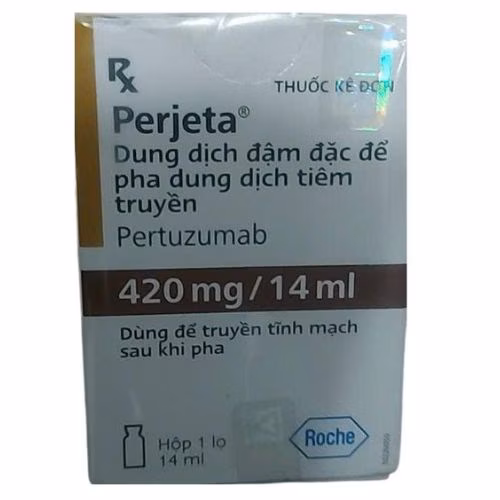 Rx
THUỐC KÊ ĐƠN
Perjeta®
Dung dịch đậm đặc để
pha dung dịch tiêm
truyền
Pertuzumab
420 mg/14 ml
Dùng để truyền tĩnh mạch
sau khi pha
Hộp 1 lọ
14 ml
Roche